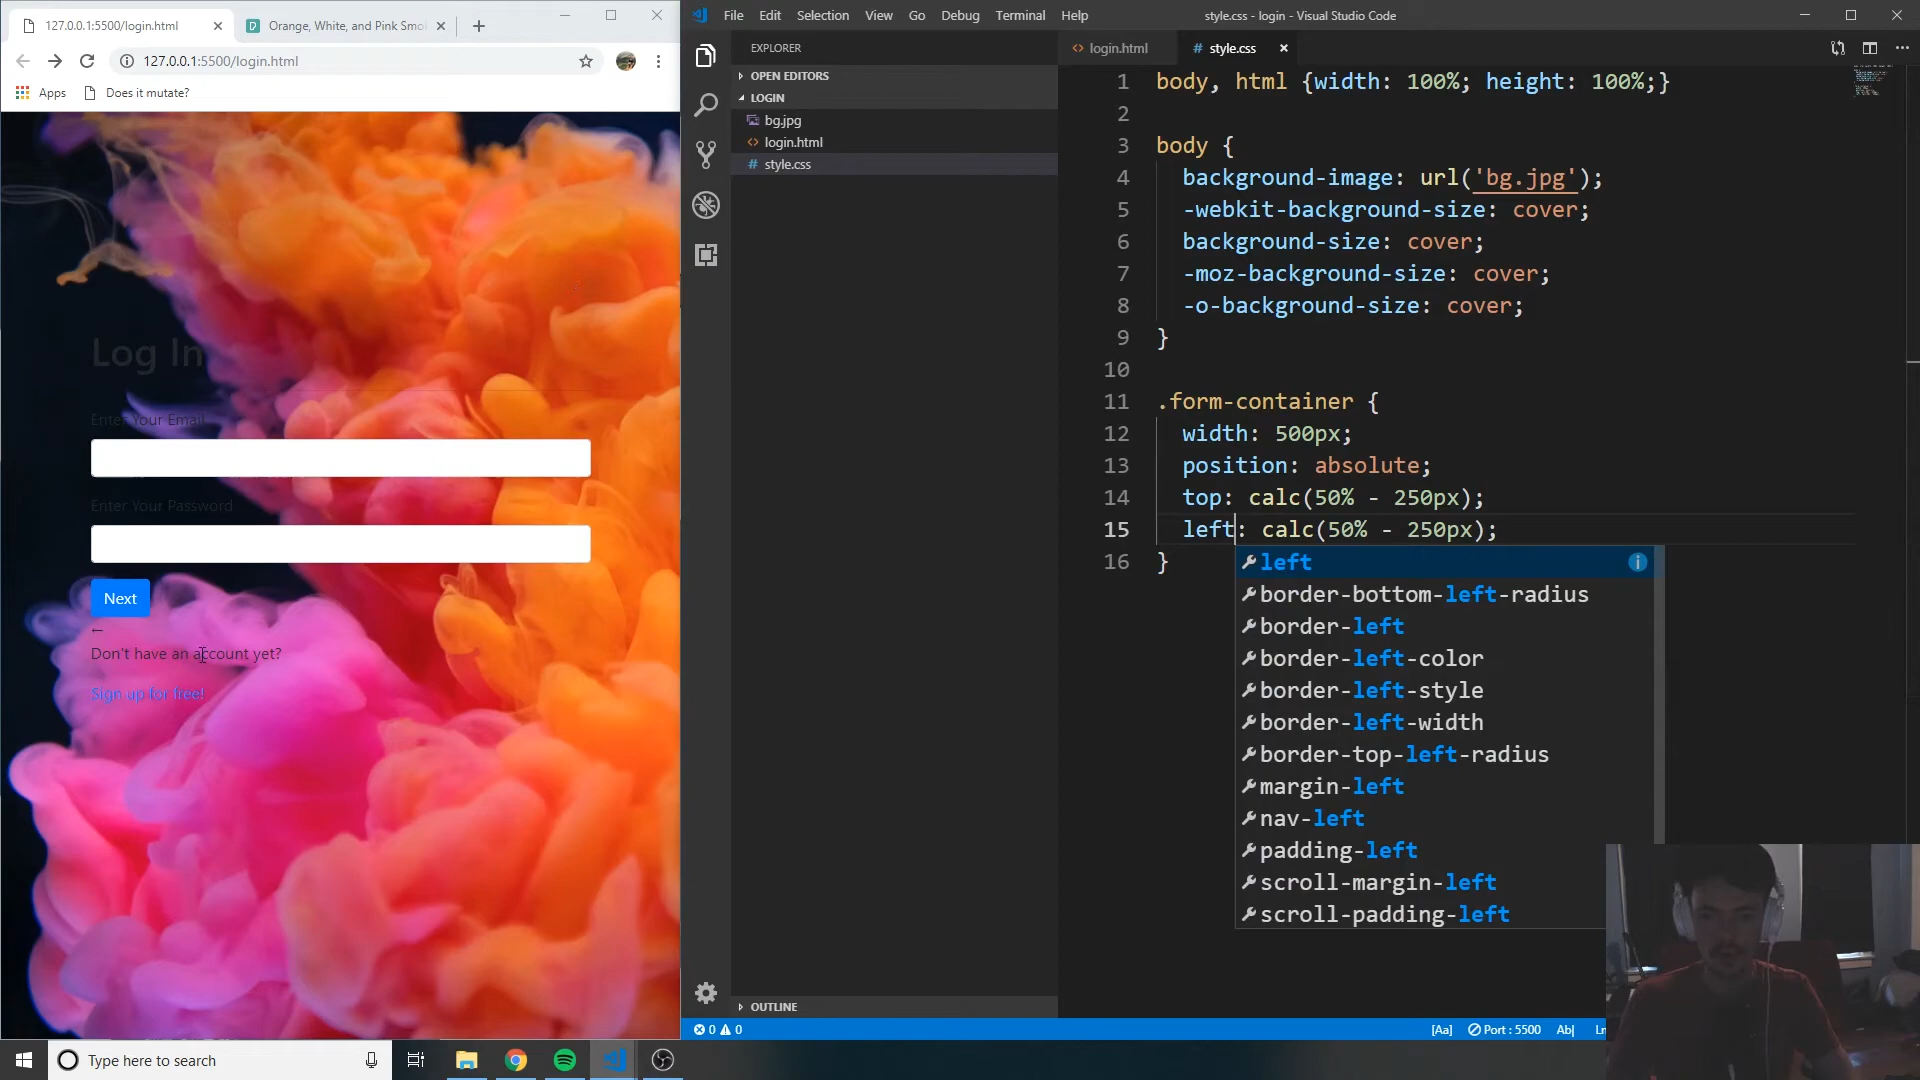 127.0.0.1:5500/login.html
Orange, White, and Pink Smo
127.0.0.1:5500/login.html
Apps
Does it mutate?
Log In
Enter Your Email
Enter Your Password
Next
←
Don't have an account yet?
Sign up for free!
File Edit Selection View Go Debug Terminal Help
style.css - login - Visual Studio Code
EXPLORER
OPEN EDITORS
LOGIN
bg.jpg
<> login.html
# style.css
OUTLINE
<> login.html
# style.css
1 body, html {width: 100%; height: 100%;}
2
3 body {
4 background-image: url('bg.jpg');
5 -webkit-background-size: cover;
6 background-size: cover;
7 -moz-background-size: cover;
8 -o-background-size: cover;
9 }
10
11 .form-container {
12 width: 500px;
13 position: absolute;
14 top: calc(50% - 250px);
15 left: calc(50% - 250px);
16 }
left
border-bottom-left-radius
border-left
border-left-color
border-left-style
border-left-width
border-top-left-radius
margin-left
nav-left
padding-left
scroll-margin-left
scroll-padding-left
0 0
[Aa]
Port : 5500
Ab|
Ln
Type here to search